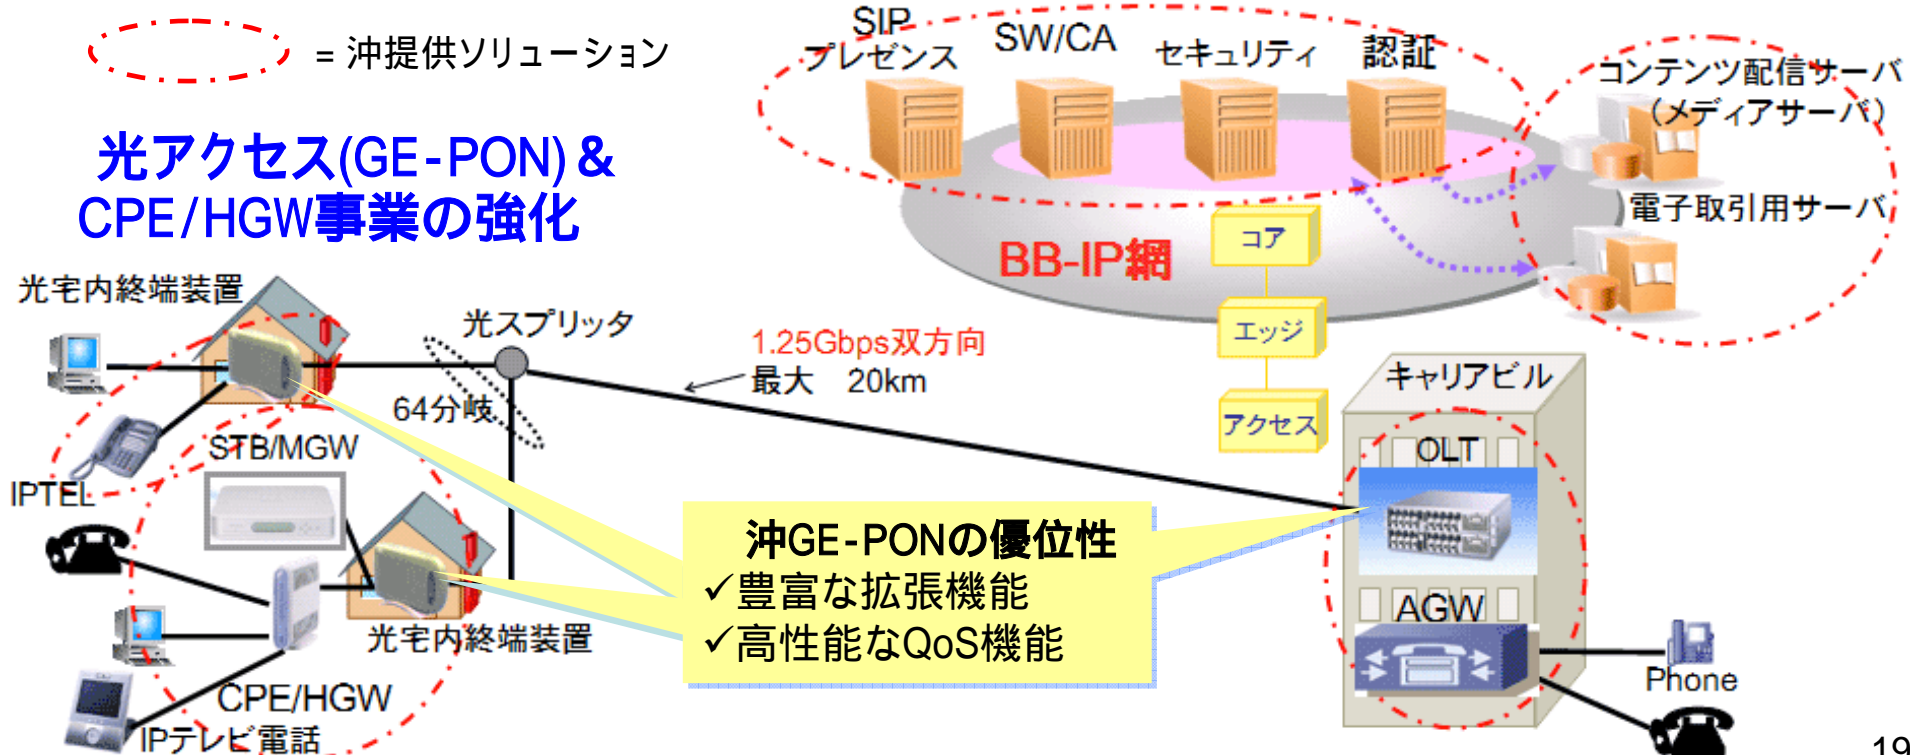 = 沖提供ソリューション
光アクセス(GE-PON)&
CPE/HGW事業の強化
SIP
プレゼンス
SW/CA
セキュリティ
認証
コンテンツ配信サーバ
(メディアサーバ)
電子取引用サーバ
BB-IP網
コア
エッジ
アクセス
光宅内終端装置
光スプリッタ
1.25Gbps双方向
最大 20km
64分岐
キャリアビル
OLT
AGW
STB/MGW
IPTEL
沖GE-PONの優位性
✓豊富な拡張機能
✓高性能なQoS機能
光宅内終端装置
CPE/HGW
IPテレビ電話
Phone
19